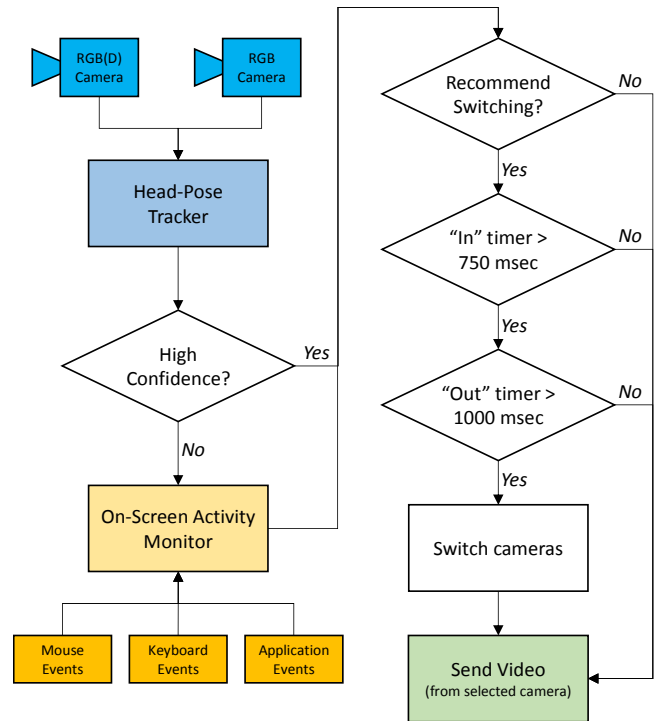 RGB(D)
Camera
RGB
Camera
Head-Pose
Tracker
High
Confidence?
Yes
No
On-Screen Activity
Monitor
Mouse
Events
Keyboard
Events
Application
Events
Recommend
Switching?
No
Yes
“In” timer >
750 msec
No
Yes
“Out” timer >
1000 msec
No
Yes
Switch cameras
Send Video
(from selected camera)